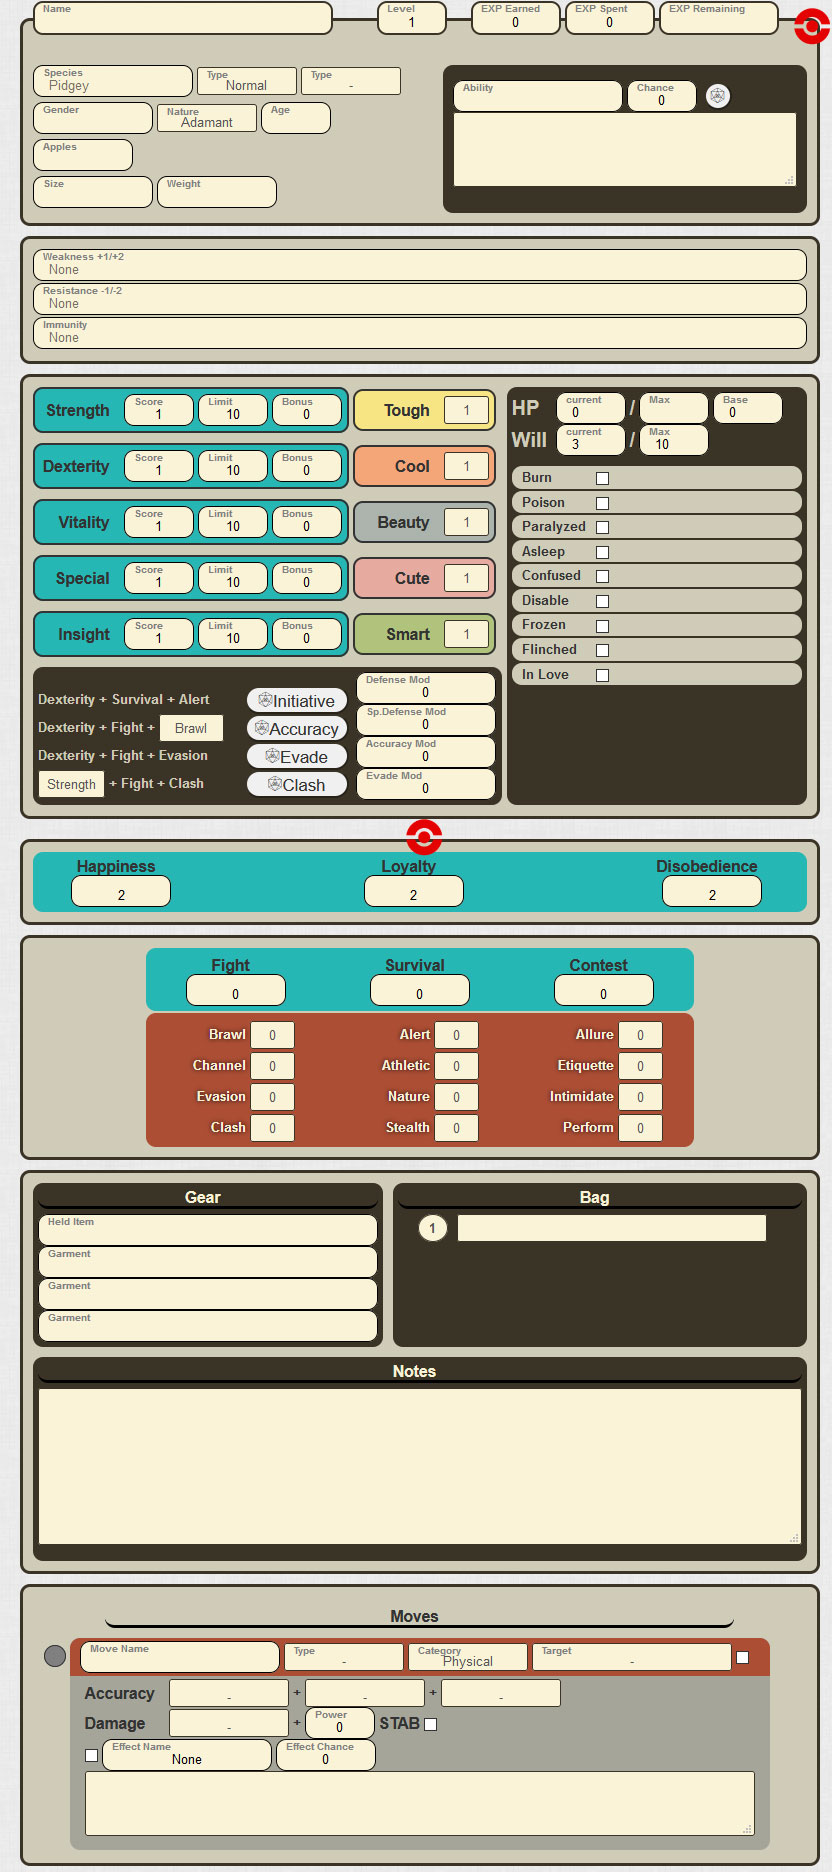 Name
Level
1
EXP Earned
0
EXP Spent
0
EXP Remaining
Species
Pidgey
Type
Normal
Type
-
Gender
Nature
Adamant
Age
Apples
Size
Weight
Ability
Chance
0
Weakness +1/+2
None
Resistance -1/-2
None
Immunity
None
Strength
Score
1
Limit
10
Bonus
0
Tough
1
Dexterity
Score
1
Limit
10
Bonus
0
Cool
1
Vitality
Score
1
Limit
10
Bonus
0
Beauty
1
Special
Score
1
Limit
10
Bonus
0
Cute
1
Insight
Score
1
Limit
10
Bonus
0
Smart
1
HP
current
0
/
Max
Base
0
Will
current
3
/
Max
10
Burn
Poison
Paralyzed
Asleep
Confused
Disable
Frozen
Flinched
In Love
Dexterity + Survival + Alert
Initiative
Dexterity + Fight + Brawl
Accuracy
Dexterity + Fight + Evasion
Evade
Strength + Fight + Clash
Clash
Defense Mod
0
Sp.Defense Mod
0
Accuracy Mod
0
Evade Mod
0
Happiness
2
Loyalty
2
Disobedience
2
Fight
0
Survival
0
Contest
0
Brawl 0
Alert 0
Allure 0
Channel 0
Athletic 0
Etiquette 0
Evasion 0
Nature 0
Intimidate 0
Clash 0
Stealth 0
Perform 0
Gear
Held Item
Garment
Garment
Garment
Bag
1
Notes
Moves
Move Name
Type
-
Category
Physical
Target
-
Accuracy - + - + -
Damage - +
Power
0
STAB
Effect Name
None
Effect Chance
0